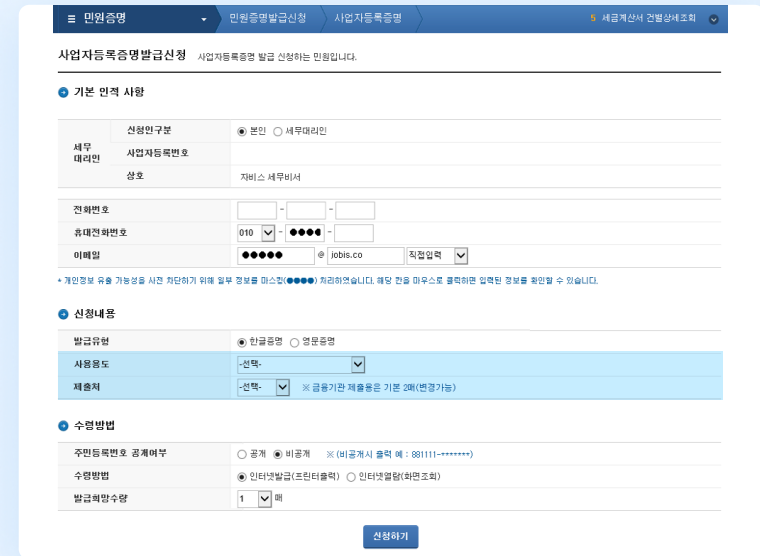 ≡ 민원증명 민원증명발급신청 사업자등록증명 5 세금계산서 건별상세조회
사업자등록증명발급신청 사업자등록증명 발급 신청하는 민원입니다.
기본 인적 사항
세무
대리인
신청인구분 본인 세무대리인
사업자등록번호
상호 자비스 세무비서
전화번호 - -
휴대전화번호 010 - ●●●● -
이메일 ●●●●● @ jobis.co 직접입력
* 개인정보 유출 가능성을 사전 차단하기 위해 일부 정보를 마스킹(●●●●) 처리하였습니다. 해당 란을 마우스로 클릭하면 입력된 정보를 확인할 수 있습니다.
신청내용
발급유형 한글증명 영문증명
사용용도 -선택-
제출처 -선택- ※ 금융기관 제출용은 기본 2매(변경가능)
수령방법
주민등록번호 공개여부 공개 비공개 ※ (비공개시 출력 예 : 881111-*******)
수령방법 인터넷발급(프린터출력) 인터넷열람(화면조회)
발급희망수량 1 매
신청하기